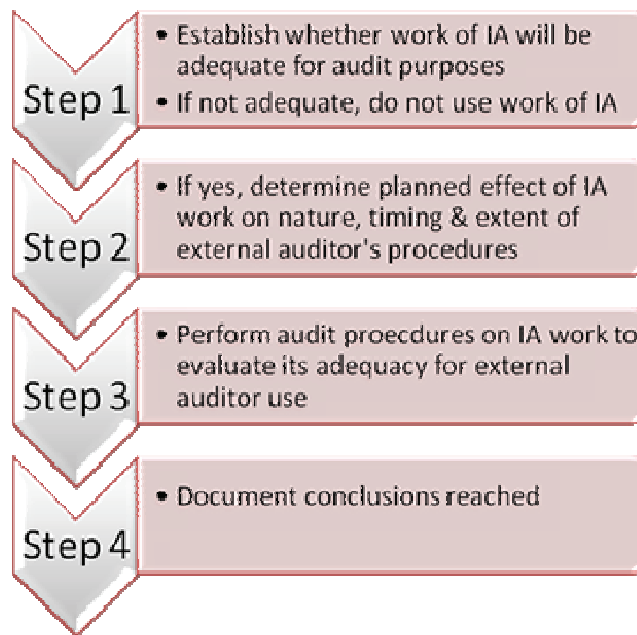 Step 1
• Establish whether work of IA will be
adequate for audit purposes
• If not adequate, do not use work of IA
Step 2
• If yes, determine planned effect of IA
work on nature, timing & extent of
external auditor's procedures
Step 3
• Perform audit proecdures on IA work to
evaluate its adequacy for external
auditor use
Step 4
• Document conclusions reached